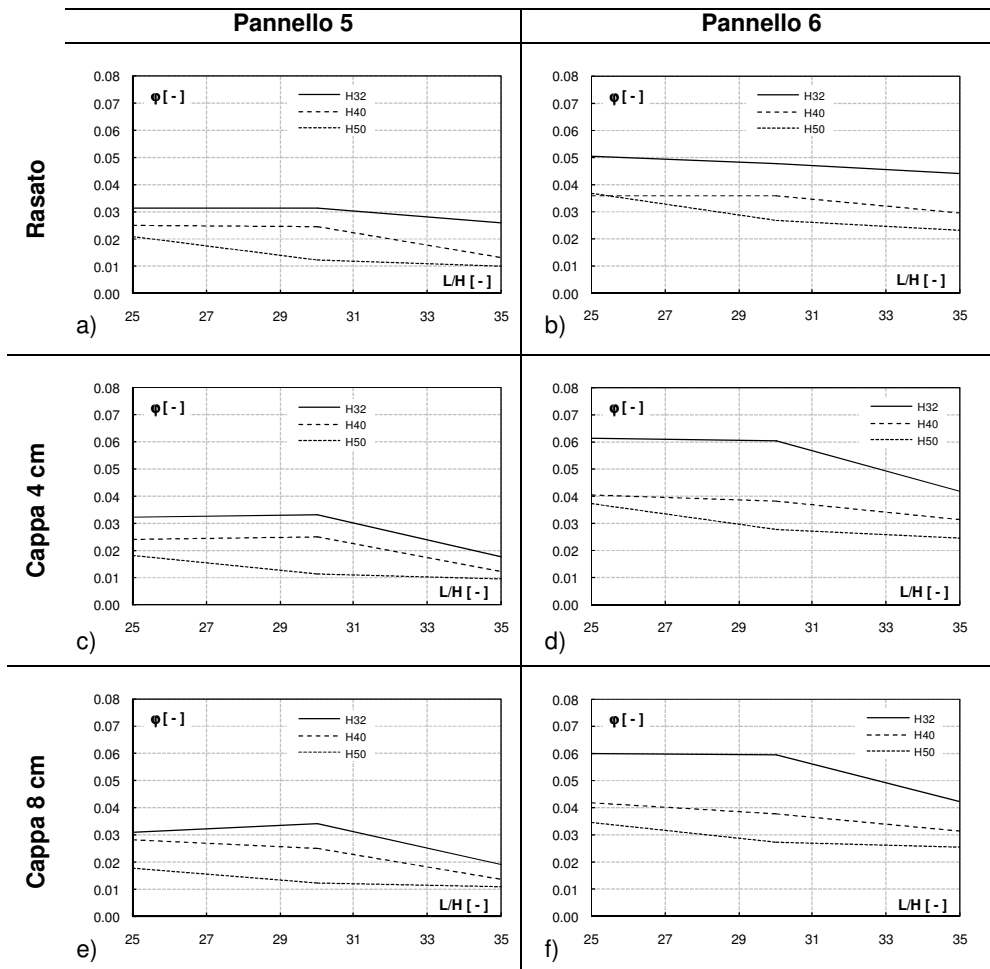 Pannello 5
Pannello 6
Rasato
0.08
0.07
0.06
0.05
0.04
0.03
0.02
0.01
0.00
φ [ - ]
H32
H40
H50
L/H [ - ]
25 27 29 31 33 35
a)
0.08
0.07
0.06
0.05
0.04
0.03
0.02
0.01
0.00
φ [ - ]
H32
H40
H50
L/H [ - ]
25 27 29 31 33 35
b)
Cappa 4 cm
0.08
0.07
0.06
0.05
0.04
0.03
0.02
0.01
0.00
φ [ - ]
H32
H40
H50
L/H [ - ]
25 27 29 31 33 35
c)
0.08
0.07
0.06
0.05
0.04
0.03
0.02
0.01
0.00
φ [ - ]
H32
H40
H50
L/H [ - ]
25 27 29 31 33 35
d)
Cappa 8 cm
0.08
0.07
0.06
0.05
0.04
0.03
0.02
0.01
0.00
φ [ - ]
H32
H40
H50
L/H [ - ]
25 27 29 31 33 35
e)
0.08
0.07
0.06
0.05
0.04
0.03
0.02
0.01
0.00
φ [ - ]
H32
H40
H50
L/H [ - ]
25 27 29 31 33 35
f)